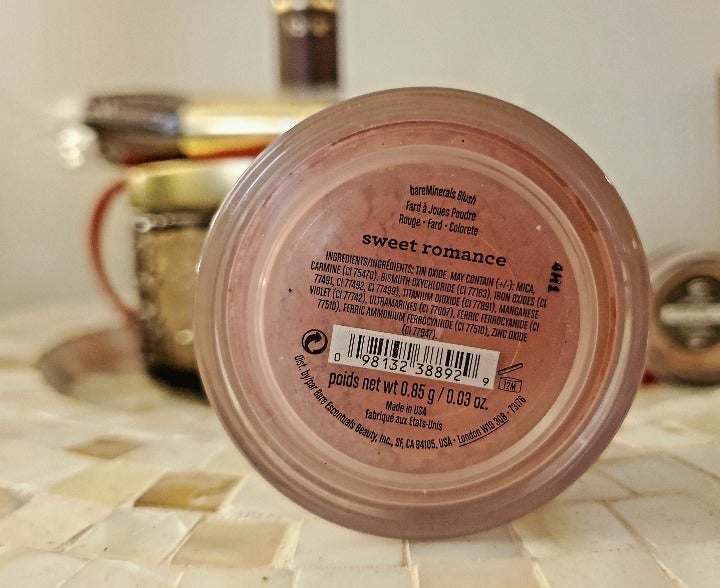 bareMinerals Blush
Fard à Joues Poudre
Rouge • Fard • Colorete
sweet romance
INGREDIENTS/INGRÉDIENTS: TIN OXIDE. MAY CONTAIN (+/-): MICA,
CARMINE (CI 75470), BISMUTH OXYCHLORIDE (CI 77163), IRON OXIDES (CI
77491, CI 77492, CI 77499), TITANIUM DIOXIDE (CI 77891), MANGANESE
VIOLET (CI 77742), ULTRAMARINES (CI 77007), FERRIC FERROCYANIDE (CI
77510), FERRIC AMMONIUM FERROCYANIDE (CI 77510), ZINC OXIDE
(CI 77947).
4H1
0 98132 38892 9
12M
poids net wt 0.85 g / 0.03 oz.
Made in USA
Fabriqué aux Etats-Unis
Dist. by/par Bare Escentuals Beauty, Inc., SF, CA 94105, USA • London W1D 3QB • 73176